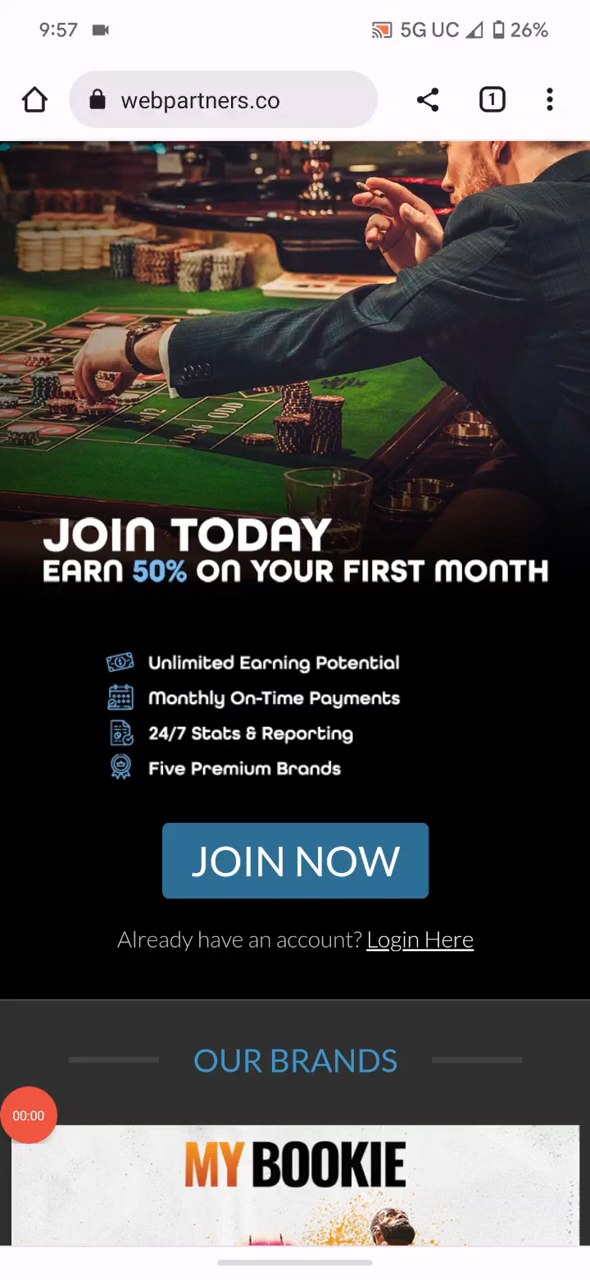 9:57 5G UC 26%
webpartners.co 1
JOIN TODAY
EARN 50% ON YOUR FIRST MONTH
Unlimited Earning Potential
Monthly On-Time Payments
24/7 Stats & Reporting
Five Premium Brands
JOIN NOW
Already have an account? Login Here
OUR BRANDS
00:00
MY BOOKIE